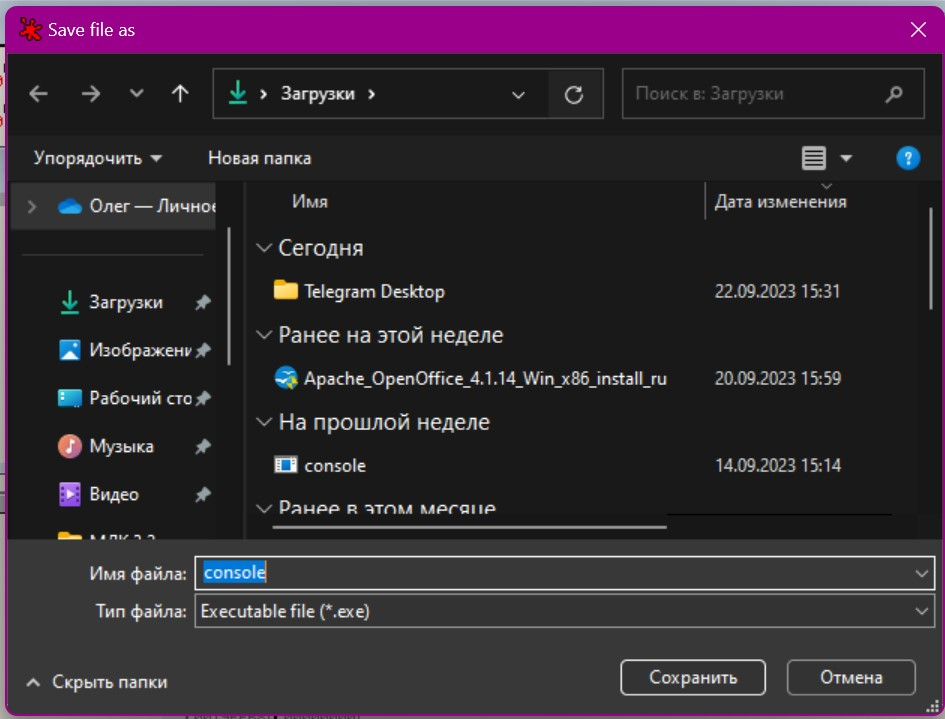 Save file as
Загрузки
Поиск в: Загрузки
Упорядочить
Новая папка
?
Олег — Личное
Имя
Дата изменения
Сегодня
Telegram Desktop
22.09.2023 15:31
Загрузки
Ранее на этой неделе
Изображени
Apache_OpenOffice_4.1.14_Win_x86_install_ru
20.09.2023 15:59
Рабочий сто
На прошлой неделе
Музыка
console
14.09.2023 15:14
Видео
Ранее в этом месяце
Имя файла:
console
Тип файла:
Executable file (*.exe)
Скрыть папки
Сохранить
Отмена